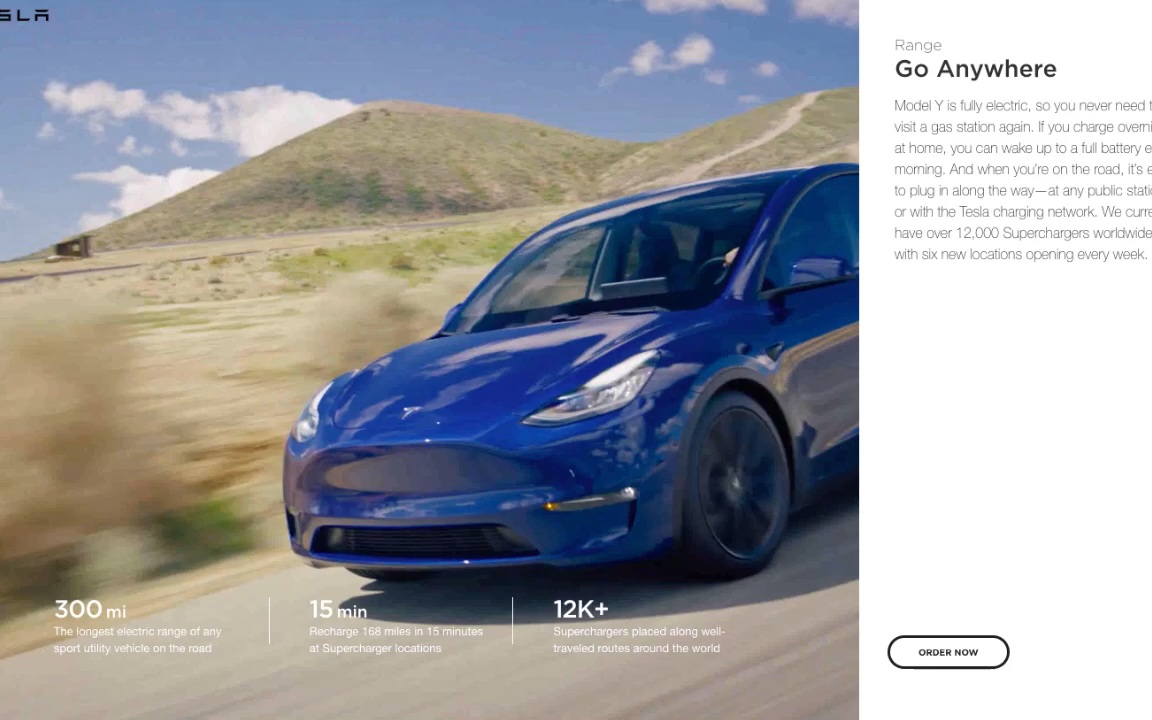 SLA
Range
Go Anywhere
Model Y is fully electric, so you never need
visit a gas station again. If you charge
at home, you can wake up to a full battery
morning. And when you're on the road, it's
to plug in along the way—at any public
or with the Tesla charging network. We
have over 12,000 Superchargers worldwide
with six new locations opening every week.
300 mi
The longest electric range of any
sport utility vehicle on the road
15 min
Recharge 168 miles in 15 minutes
at Supercharger locations
12K+
Superchargers placed along well-
traveled routes around the world
ORDER NOW